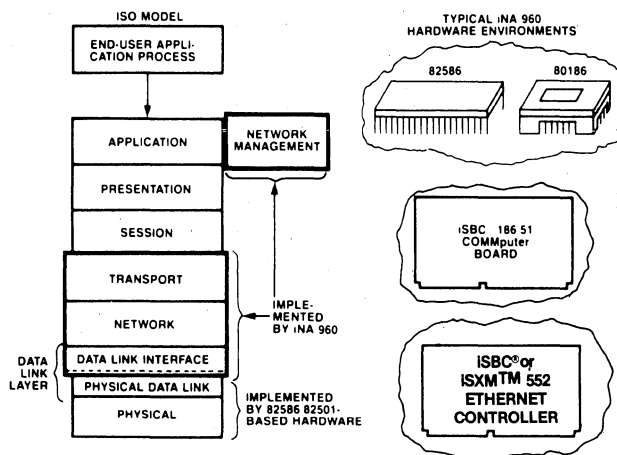 ISO MODEL
END-USER APPLI-
CATION PROCESS
APPLICATION
NETWORK
MANAGEMENT
PRESENTATION
SESSION
TRANSPORT
NETWORK
DATA LINK INTERFACE
PHYSICAL DATA LINK
PHYSICAL
DATA
LINK
LAYER
IMPLE-
MENTED
BY iNA 960
IMPLEMENTED
BY 82586 82501-
BASED HARDWARE
TYPICAL iNA 960
HARDWARE ENVIRONMENTS
82586
80186
iSBC 186 51
COMMputer
BOARD
iSBC® or
iSXM™ 552
ETHERNET
CONTROLLER